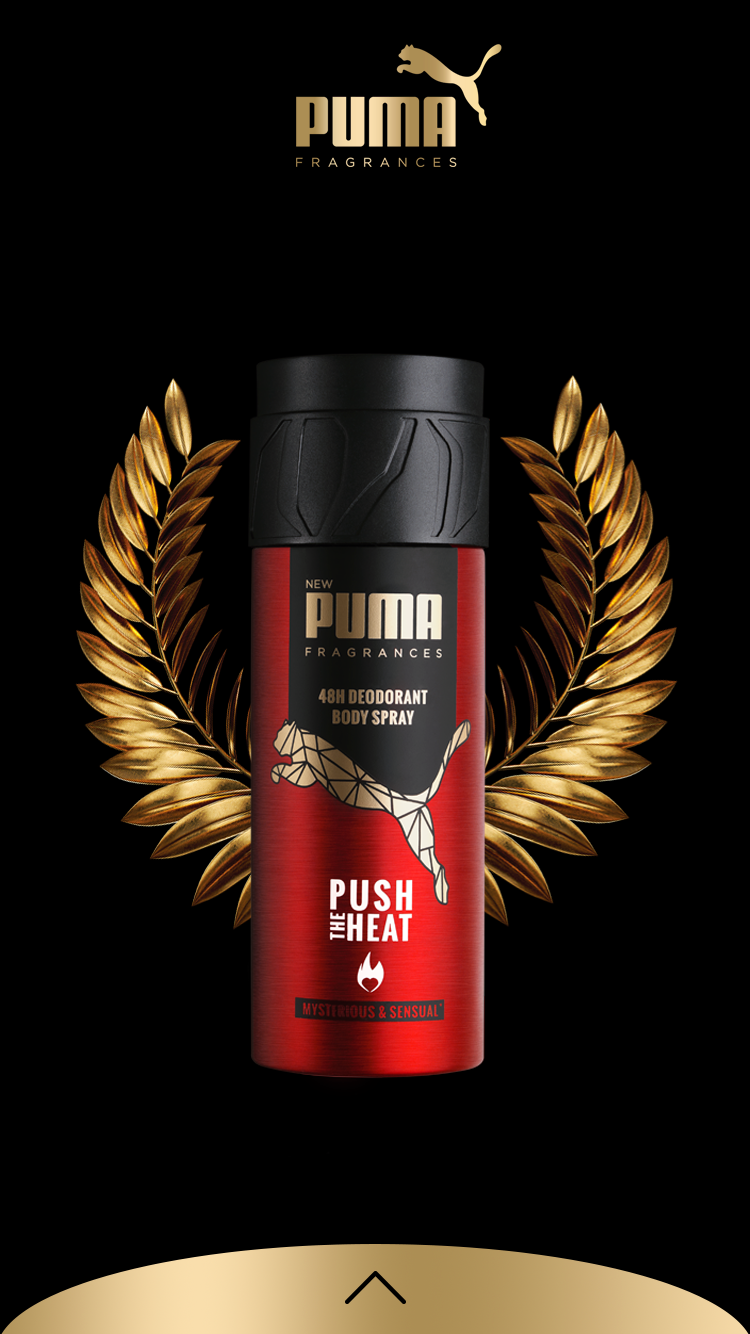 PUMA
FRAGRANCES
NEW
PUMA
FRAGRANCES
48H DEODORANT
BODY SPRAY
PUSH
THE HEAT
MYSTERIOUS & SENSUAL*